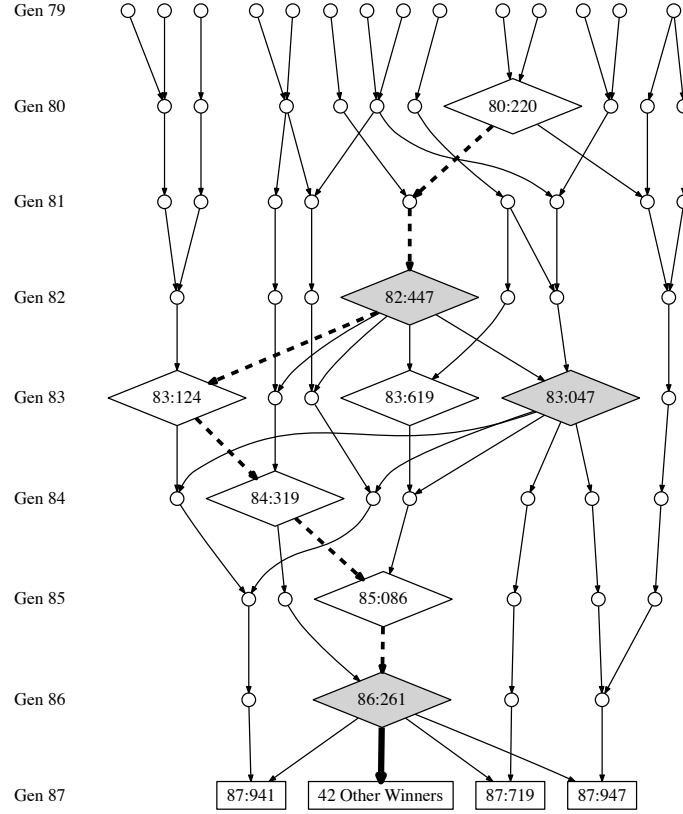 Gen 79
Gen 80
80:220
Gen 81
Gen 82
82:447
Gen 83
83:124
83:619
83:047
Gen 84
84:319
Gen 85
85:086
Gen 86
86:261
Gen 87
87:941
42 Other Winners
87:719
87:947